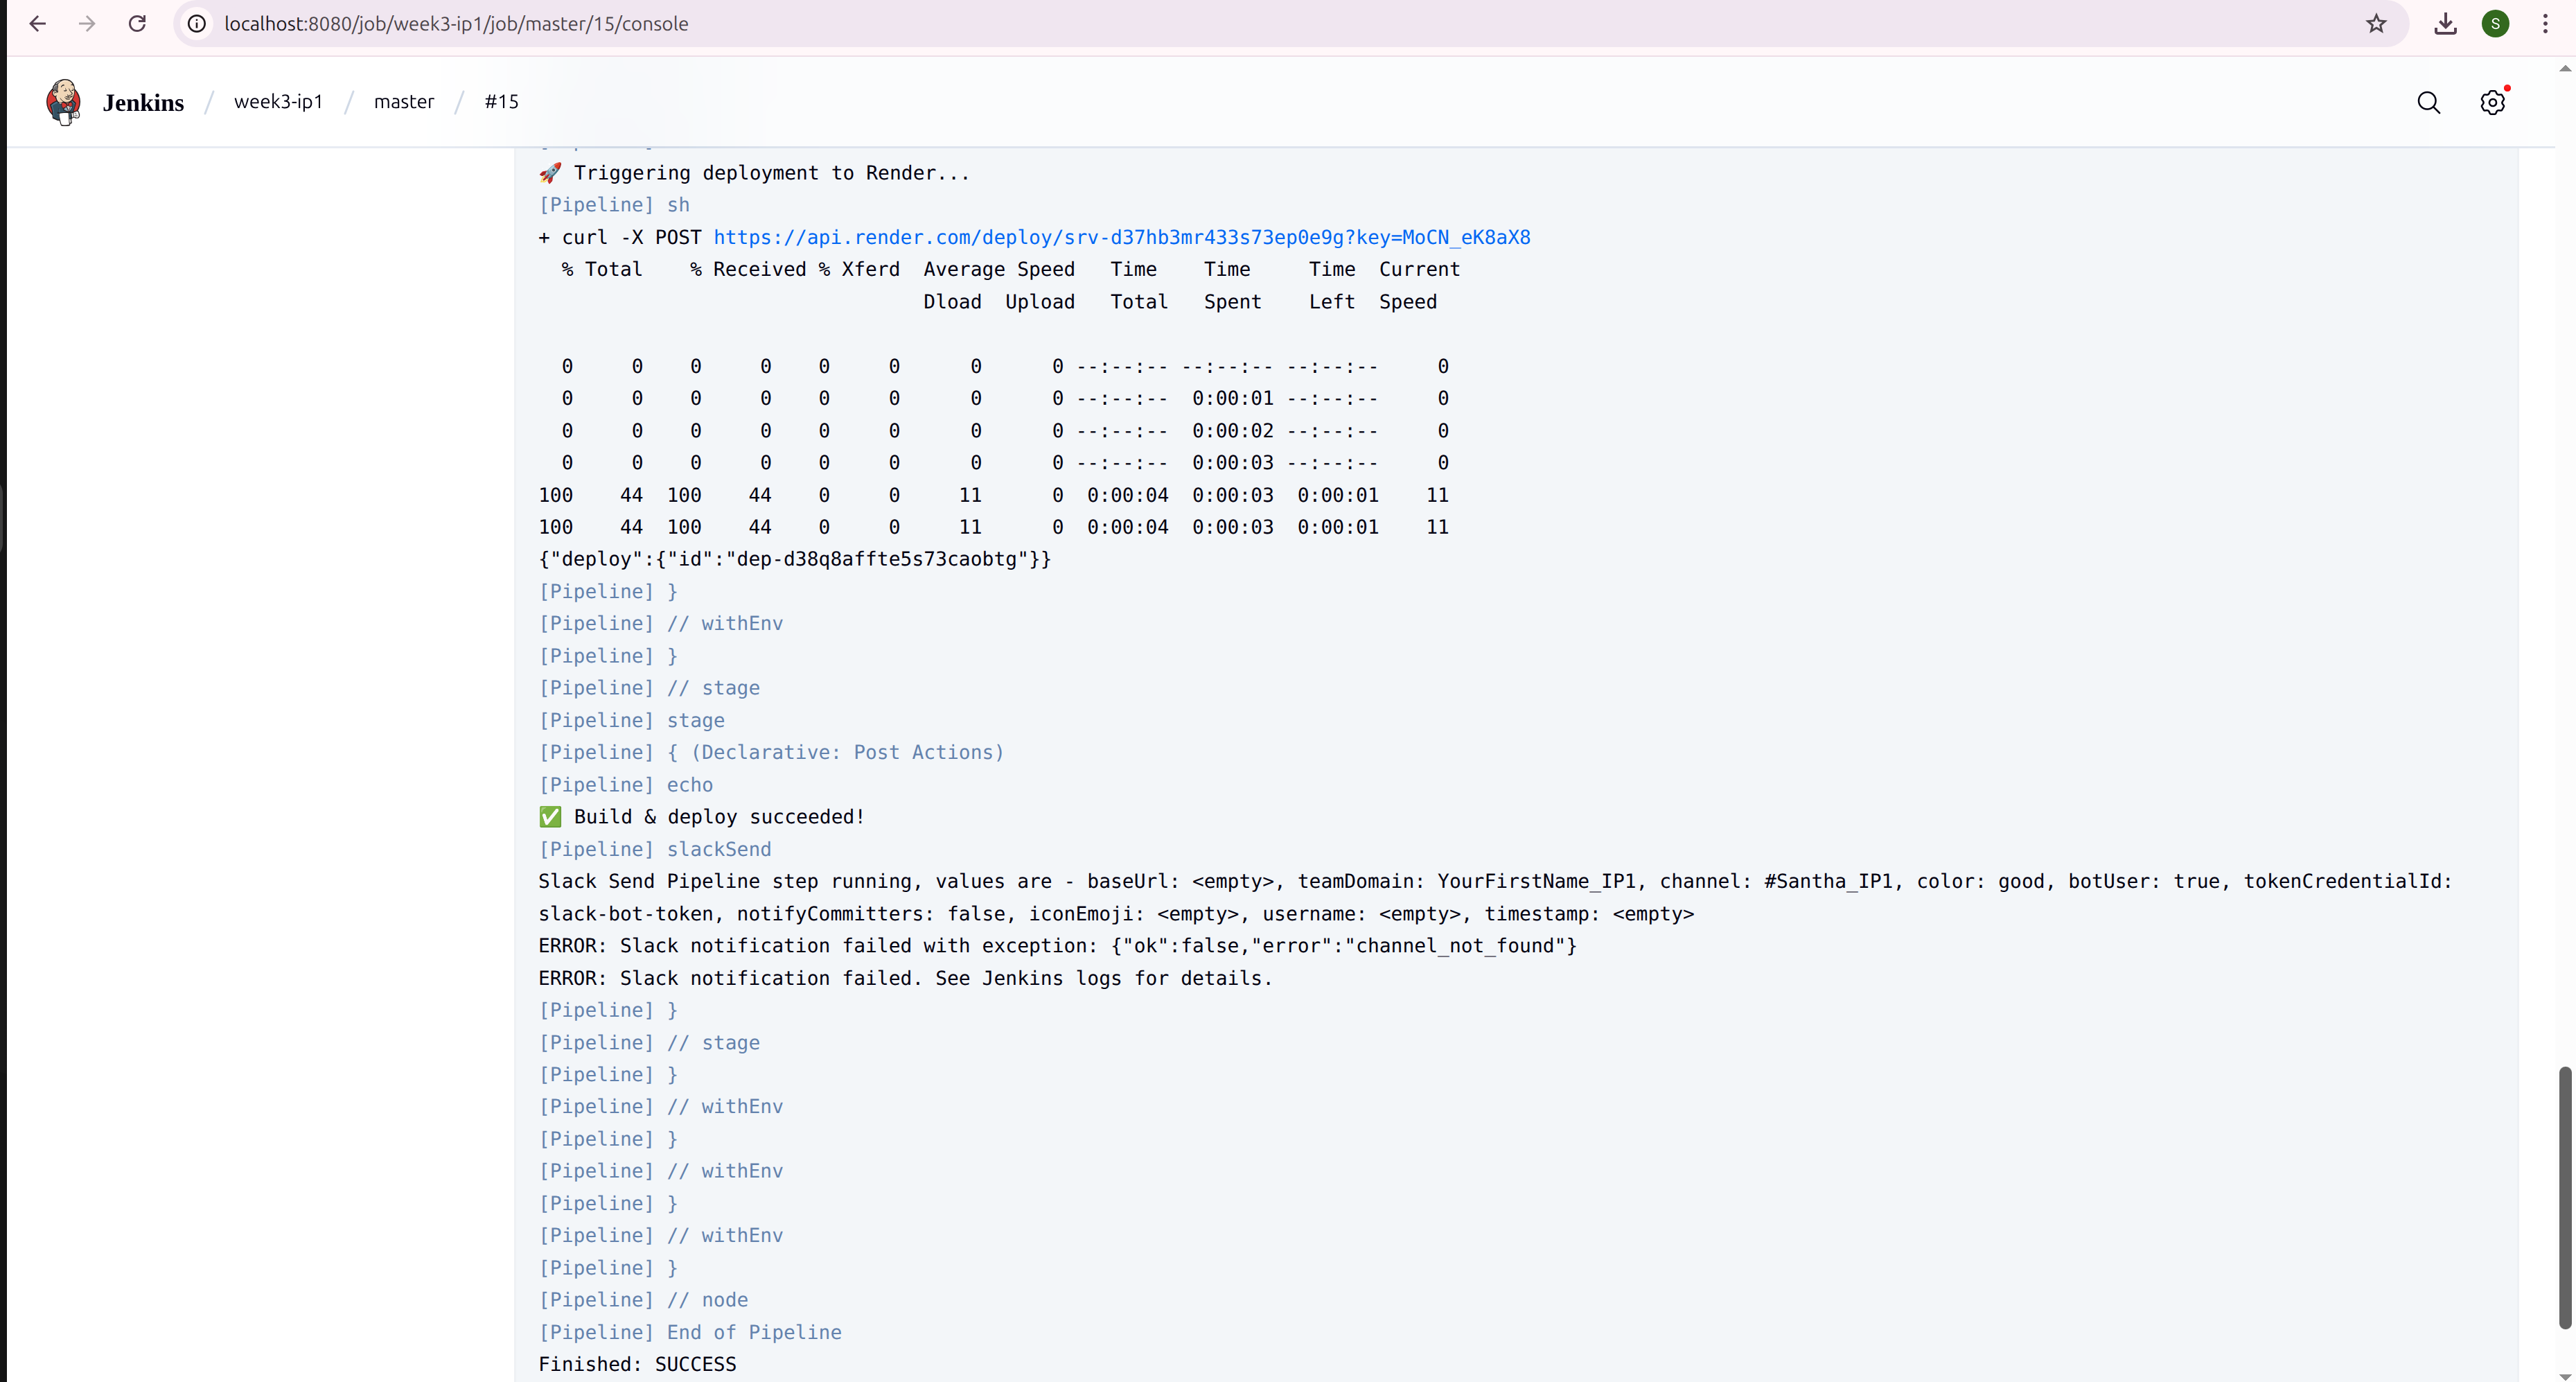 localhost:8080/job/week3-ip1/job/master/15/console
S
Jenkins / week3-ip1 / master / #15
🚀 Triggering deployment to Render...
[Pipeline] sh
+ curl -X POST https://api.render.com/deploy/srv-d37hb3mr433s73ep0e9g?key=MoCN_eK8aX8
  % Total    % Received % Xferd  Average Speed   Time    Time     Time  Current
                                 Dload  Upload   Total   Spent    Left  Speed
  0     0    0     0    0     0      0      0 --:--:-- --:--:-- --:--:--     0
  0     0    0     0    0     0      0      0 --:--:--  0:00:01 --:--:--     0
  0     0    0     0    0     0      0      0 --:--:--  0:00:02 --:--:--     0
  0     0    0     0    0     0      0      0 --:--:--  0:00:03 --:--:--     0
100    44  100    44    0     0     11      0  0:00:04  0:00:03  0:00:01    11
100    44  100    44    0     0     11      0  0:00:04  0:00:03  0:00:01    11
{"deploy":{"id":"dep-d38q8affte5s73caobtg"}}
[Pipeline] }
[Pipeline] // withEnv
[Pipeline] }
[Pipeline] // stage
[Pipeline] stage
[Pipeline] { (Declarative: Post Actions)
[Pipeline] echo
✅ Build & deploy succeeded!
[Pipeline] slackSend
Slack Send Pipeline step running, values are - baseUrl: <empty>, teamDomain: YourFirstName_IP1, channel: #Santha_IP1, color: good, botUser: true, tokenCredentialId:
slack-bot-token, notifyCommitters: false, iconEmoji: <empty>, username: <empty>, timestamp: <empty>
ERROR: Slack notification failed with exception: {"ok":false,"error":"channel_not_found"}
ERROR: Slack notification failed. See Jenkins logs for details.
[Pipeline] }
[Pipeline] // stage
[Pipeline] }
[Pipeline] // withEnv
[Pipeline] }
[Pipeline] // withEnv
[Pipeline] }
[Pipeline] // withEnv
[Pipeline] }
[Pipeline] // node
[Pipeline] End of Pipeline
Finished: SUCCESS